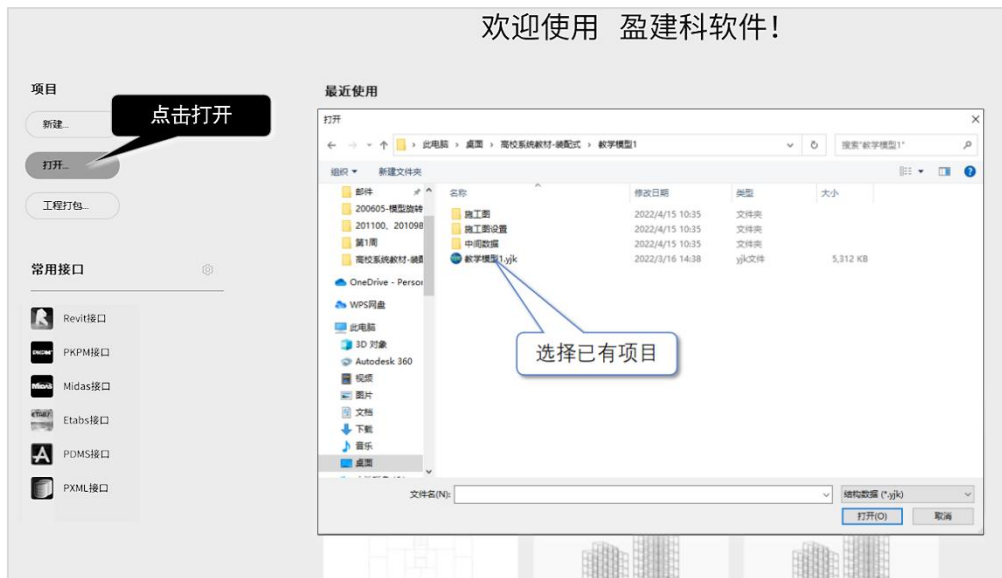 欢迎使用 盈建科软件!
项目
新建...
点击打开
打开...
工程打包...
常用接口
Revit接口
PKPM接口
Midas接口
Etabs接口
PDMS接口
PXML接口
最近使用
打开
此电脑 › 桌面 › 高校系统教材-装配式 › 教学模型1
搜索"教学模型1"
组织 新建文件夹
邮件
200605-模型旋转
201100、201098
第1周
高校系统教材-装配
OneDrive - Person
WPS网盘
此电脑
3D 对象
Autodesk 360
视频
图片
文档
下载
音乐
桌面
名称 修改日期 类型 大小
施工图 2022/4/15 10:35 文件夹
施工图设置 2022/4/15 10:35 文件夹
中间数据 2022/4/15 10:35 文件夹
教学模型1.yjk 2022/3/16 14:38 yjk文件 5,312 KB
选择已有项目
文件名(N):
结构数据 (*.yjk)
打开(O) 取消